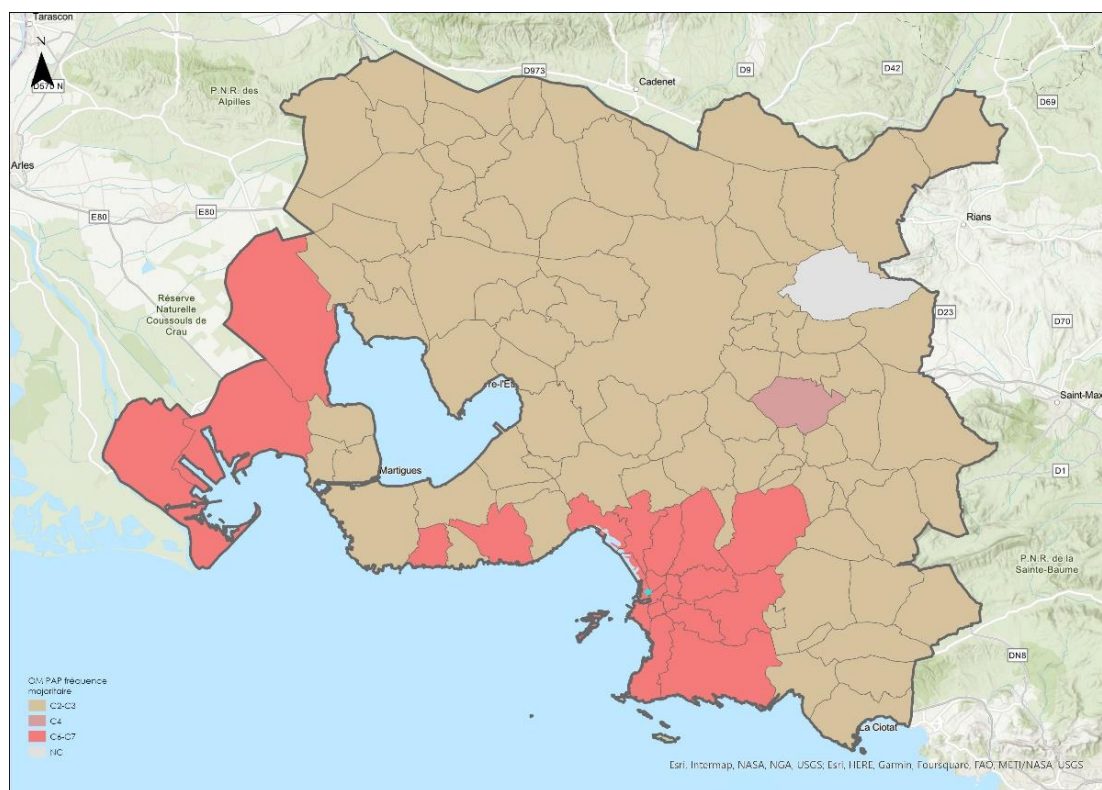 Tarascon
N
D570 N
P.N.R. des
Alpilles
D973
Cadenet
D9
D42
D69
Arles
E80
E80
Rians
Réserve
Naturelle
Coussouls de
Crau
D23
D70
re-l'Es
Saint-Max
Martigues
D1
P.N.R. de la
Sainte-Baume
DN8
La Ciotat
OM PAP fréquence
majoritaire
C2-C3
C4
C6-C7
NC
Esri, Intermap, NASA, NGA, USGS; Esri, HERE, Garmin, Foursquare, FAO, METI/NASA, USGS